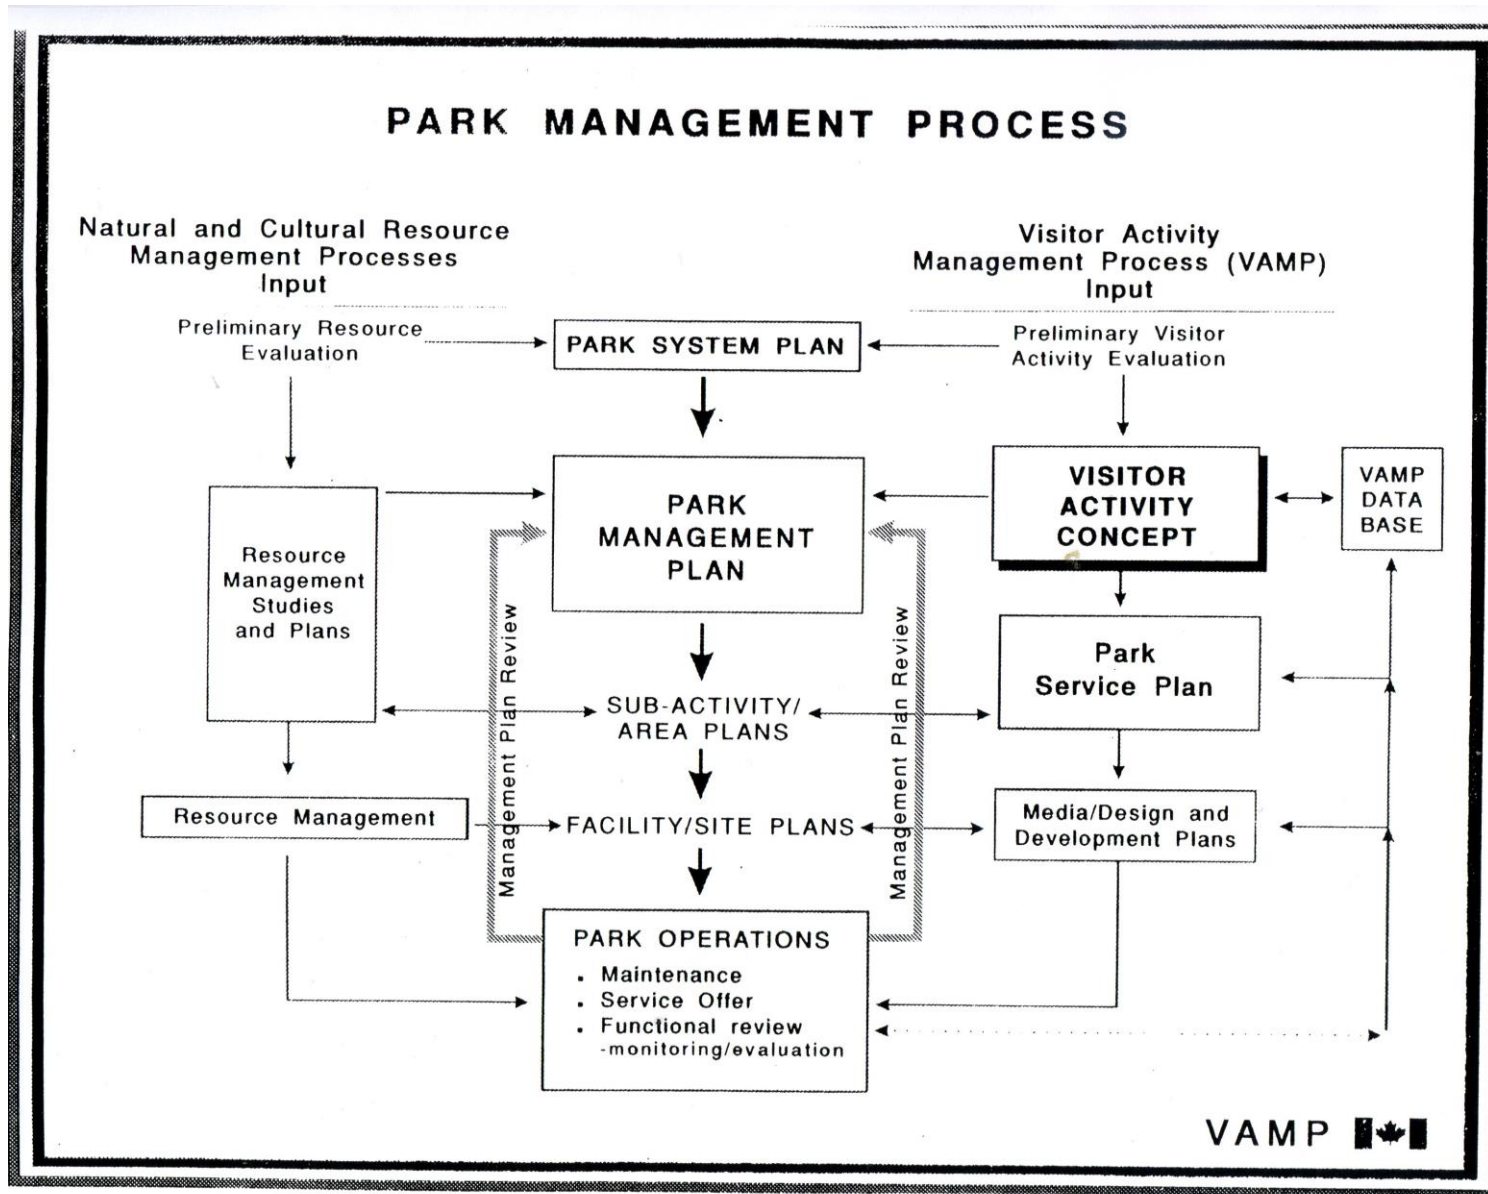 PARK MANAGEMENT PROCESS
Natural and Cultural Resource
Management Processes
Input
Visitor Activity
Management Process (VAMP)
Input
Preliminary Resource
Evaluation
PARK SYSTEM PLAN
Preliminary Visitor
Activity Evaluation
Resource
Management
Studies
and Plans
PARK
MANAGEMENT
PLAN
VISITOR
ACTIVITY
CONCEPT
VAMP
DATA
BASE
Management Plan Review
Management Plan Review
Park
Service Plan
SUB-ACTIVITY/
AREA PLANS
Resource Management
FACILITY/SITE PLANS
Media/Design and
Development Plans
PARK OPERATIONS
. Maintenance
. Service Offer
. Functional review
-monitoring/evaluation
VAMP